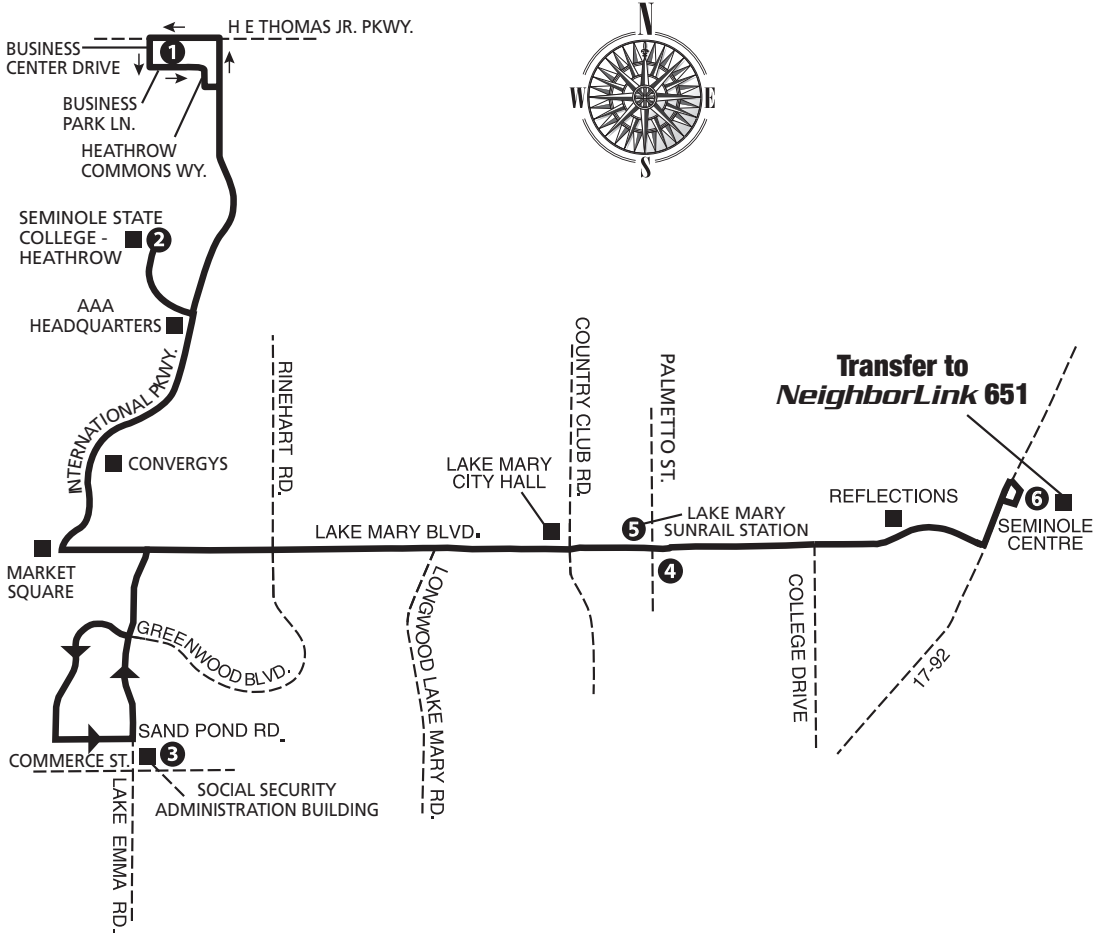 H E THOMAS JR. PKWY.
BUSINESS
CENTER DRIVE
1
BUSINESS
PARK LN.
HEATHROW
COMMONS WY.
N
W
E
S
SEMINOLE STATE
COLLEGE -
HEATHROW
2
AAA
HEADQUARTERS
INTERNATIONAL PKWY.
CONVERGYS
RINEHART RD.
COUNTRY CLUB RD.
PALMETTO ST.
Transfer to
NeighborLink 651
LAKE MARY
CITY HALL
5
LAKE MARY
SUNRAIL STATION
REFLECTIONS
6
SEMINOLE
CENTRE
LAKE MARY BLVD.
4
MARKET
SQUARE
GREENWOOD BLVD.
LONGWOOD LAKE MARY RD.
COLLEGE DRIVE
17-92
SAND POND RD.
3
COMMERCE ST.
SOCIAL SECURITY
ADMINISTRATION BUILDING
LAKE EMMA RD.